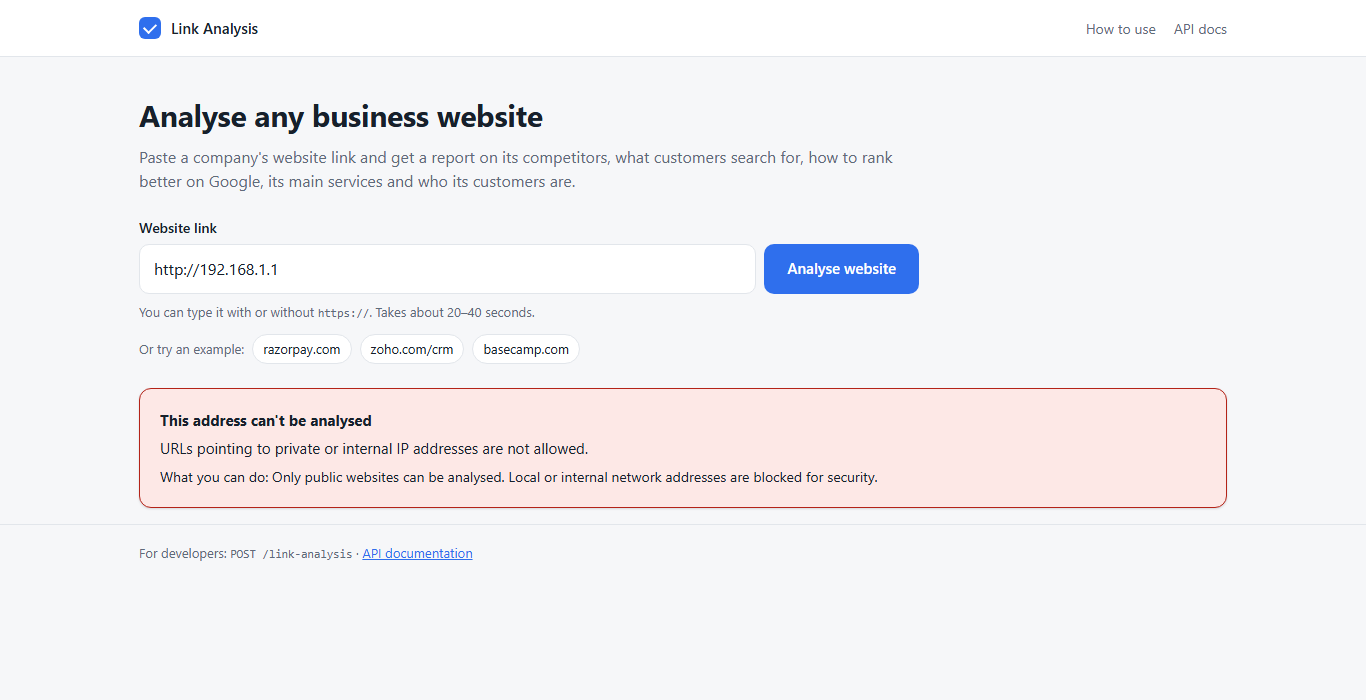 Link Analysis
How to use
API docs
Analyse any business website
Paste a company's website link and get a report on its competitors, what customers search for, how to rank
better on Google, its main services and who its customers are.
Website link
http://192.168.1.1
Analyse website
You can type it with or without https://. Takes about 20–40 seconds.
Or try an example: razorpay.com zoho.com/crm basecamp.com
This address can't be analysed
URLs pointing to private or internal IP addresses are not allowed.
What you can do: Only public websites can be analysed. Local or internal network addresses are blocked for security.
For developers: POST /link-analysis · API documentation